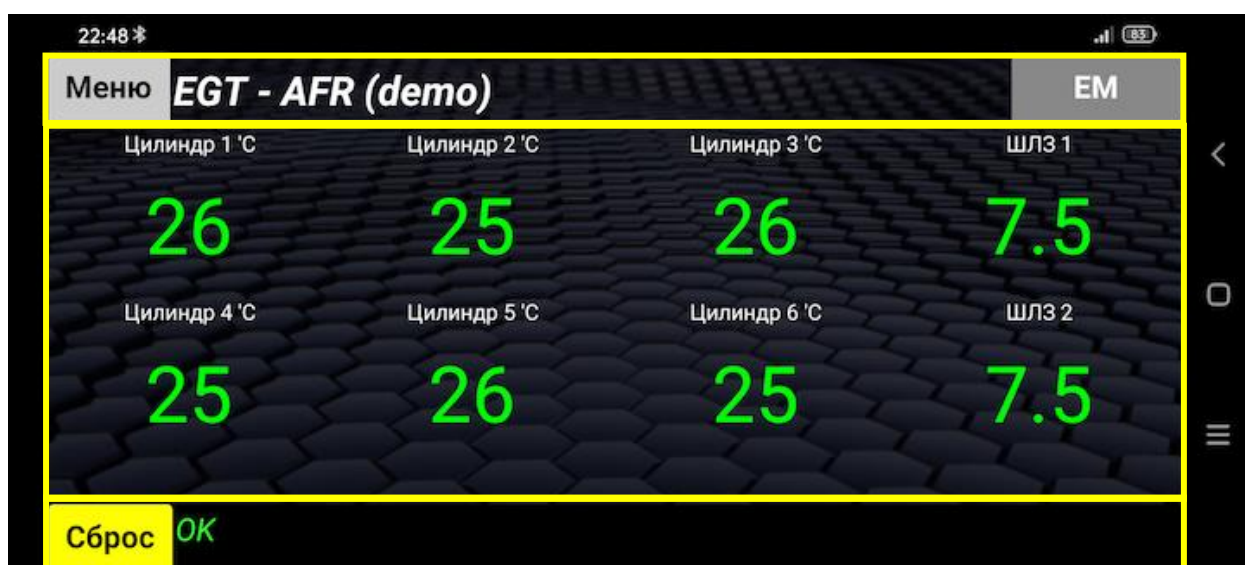 22:48 83
Меню EGT - AFR (demo) EM
Цилиндр 1 'C Цилиндр 2 'C Цилиндр 3 'C ШЛЗ 1
26 25 26 7.5
Цилиндр 4 'C Цилиндр 5 'C Цилиндр 6 'C ШЛЗ 2
25 26 25 7.5
Сброс OK